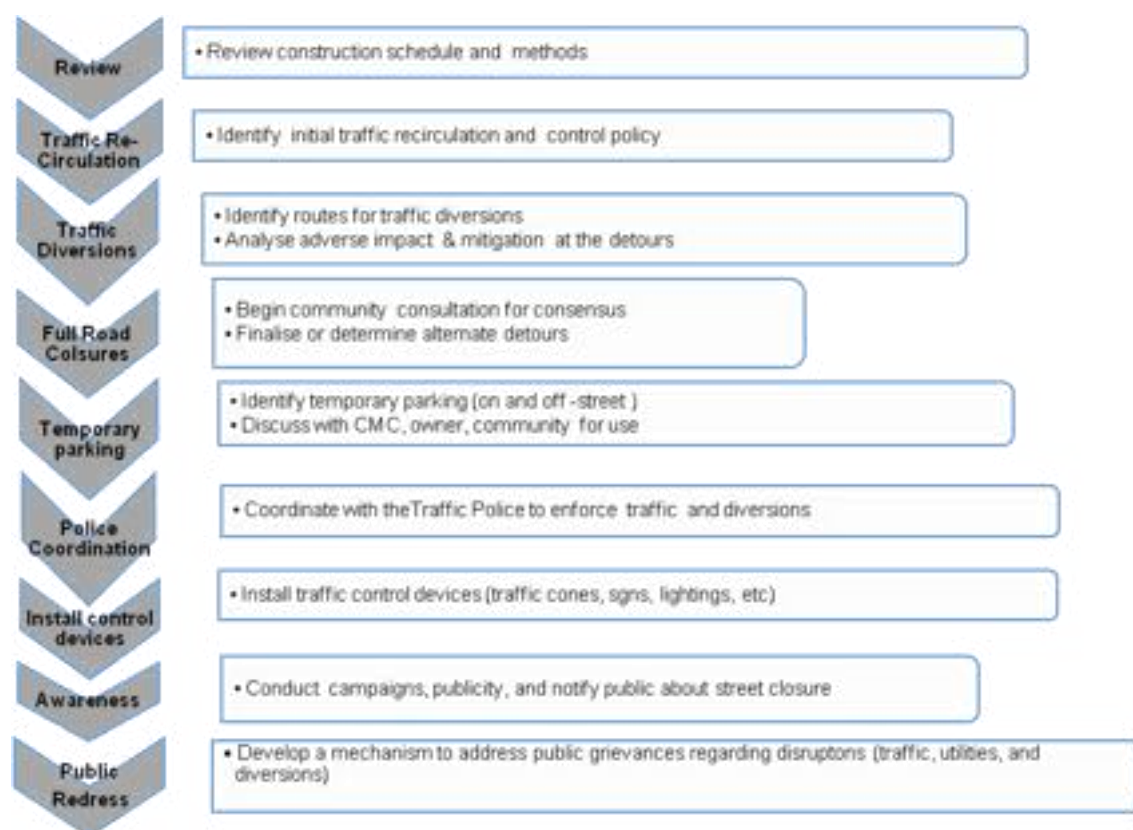 Review
• Review construction schedule and methods
Traffic Re-
Circulation
• Identify initial traffic recirculation and control policy
Traffic
Diversions
• Identify routes for traffic diversions
• Analyse adverse impact & mitigation at the detours
Full Road
Colsures
• Begin community consultation for consensus
• Finalise or determine alternate detours
Temporary
parking
• Identify temporary parking (on and off -street )
• Discuss with CMC, owner, community for use
Police
Coordination
• Coordinate with theTraffic Police to enforce traffic and diversions
Install control
devices
• Install traffic control devices (traffic cones, sgns, lightings, etc)
Awareness
• Conduct campaigns, publicity, and notify public about street closure
Public
Redress
• Develop a mechanism to address public grievances regarding disruptons (traffic, utilities, and
diversions)